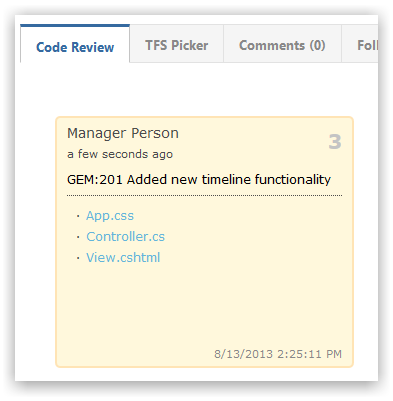 Code Review TFS Picker Comments (0) Foll
Manager Person 3
a few seconds ago
GEM:201 Added new timeline functionality
· App.css
· Controller.cs
· View.cshtml
8/13/2013 2:25:11 PM